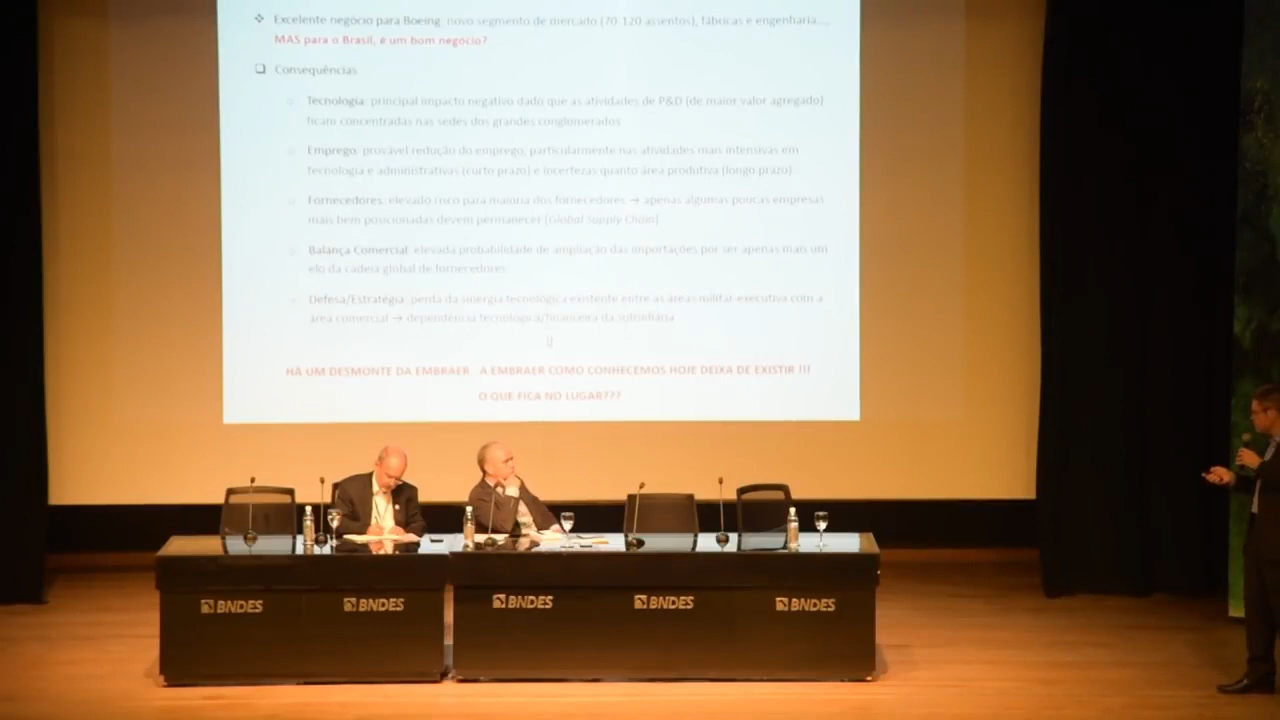 ❖ Excelente negócio para Boeing: novo segmento de mercado (70-120 assentos), fábricas e engenharia....
MAS para o Brasil, é um bom negócio?
❑ Consequências
○ Tecnologia: principal impacto negativo dado que as atividades de P&D (de maior valor agregado)
ficam concentradas nas sedes dos grandes conglomerados
○ Emprego: provável redução do emprego, particularmente nas atividades mais intensivas em
tecnologia e administrativas (curto prazo) e incertezas quanto área produtiva (longo prazo)
○ Fornecedores: elevado risco para maioria dos fornecedores → apenas algumas poucas empresas
mais bem posicionadas devem permanecer (Global Supply Chain)
○ Balança Comercial: elevada probabilidade de ampliação das importações por ser apenas mais um
elo da cadeia global de fornecedores
○ Defesa/Estratégia: perda da sinergia tecnológica existente entre as áreas militar-executiva com a
área comercial → dependência tecnológica/financeira da subsidiária
⇓
HÁ UM DESMONTE DA EMBRAER A EMBRAER COMO CONHECEMOS HOJE DEIXA DE EXISTIR !!!
O QUE FICA NO LUGAR???
BNDES BNDES BNDES BNDES BNDES